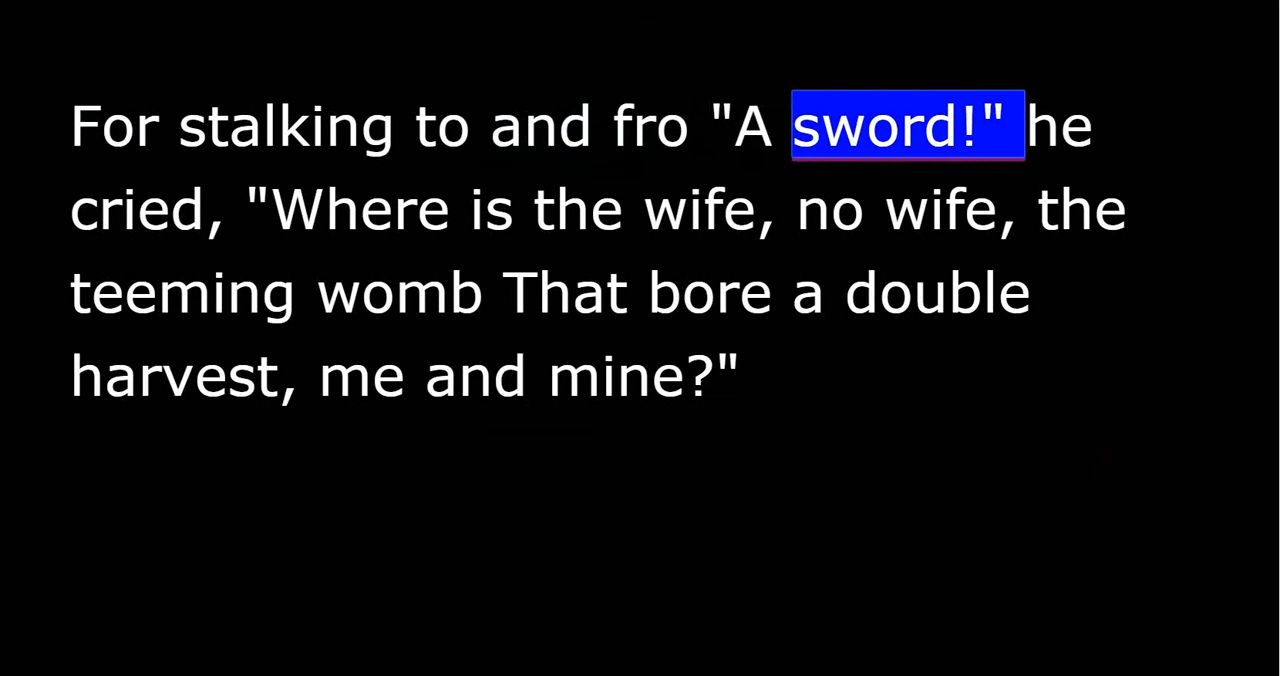 For stalking to and fro "A sword!" he
cried, "Where is the wife, no wife, the
teeming womb That bore a double
harvest, me and mine?"